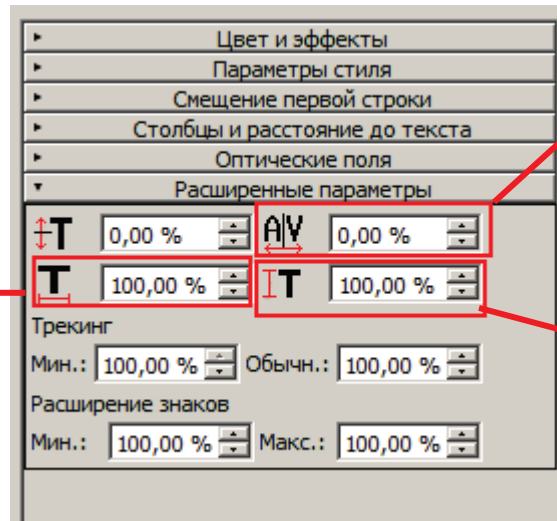 Цвет и эффекты
Параметры стиля
Смещение первой строки
Столбцы и расстояние до текста
Оптические поля
Расширенные параметры
T 0,00 % A|V 0,00 %
T 100,00 % T 100,00 %
Трекинг
Мин.: 100,00 % Обычн.: 100,00 %
Расширение знаков
Мин.: 100,00 % Макс.: 100,00 %